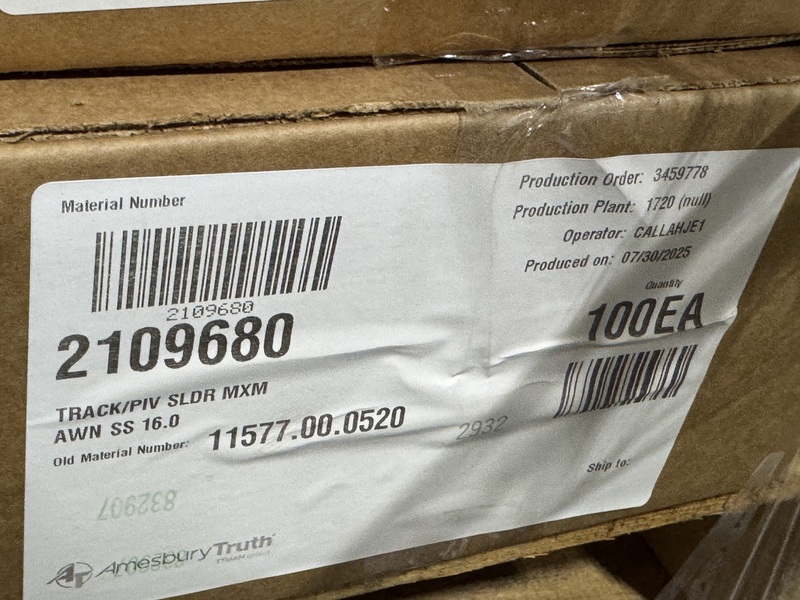 Material Number
2109680
2109680
TRACK/PIV SLDR MXM
AWN SS 16.0
Old Material Number: 11577.00.0520
Production Order: 3459778
Production Plant: 1720 (null)
Operator: CALLAHJE1
Produced on: 07/30/2025
Quantity
100EA
2932
Ship to:
832907
AmesburyTruth